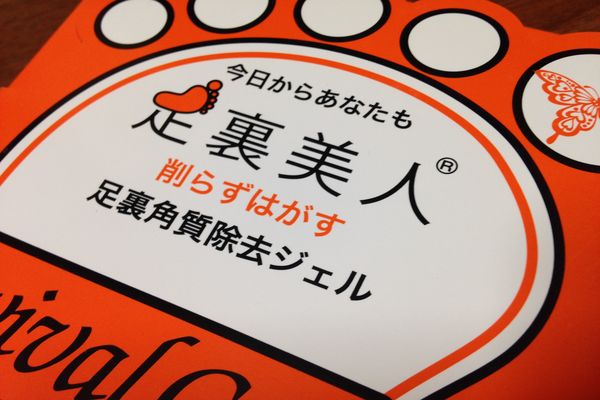 今日からあなたも
足裏美人®
削らずはがす
足裏角質除去ジェル